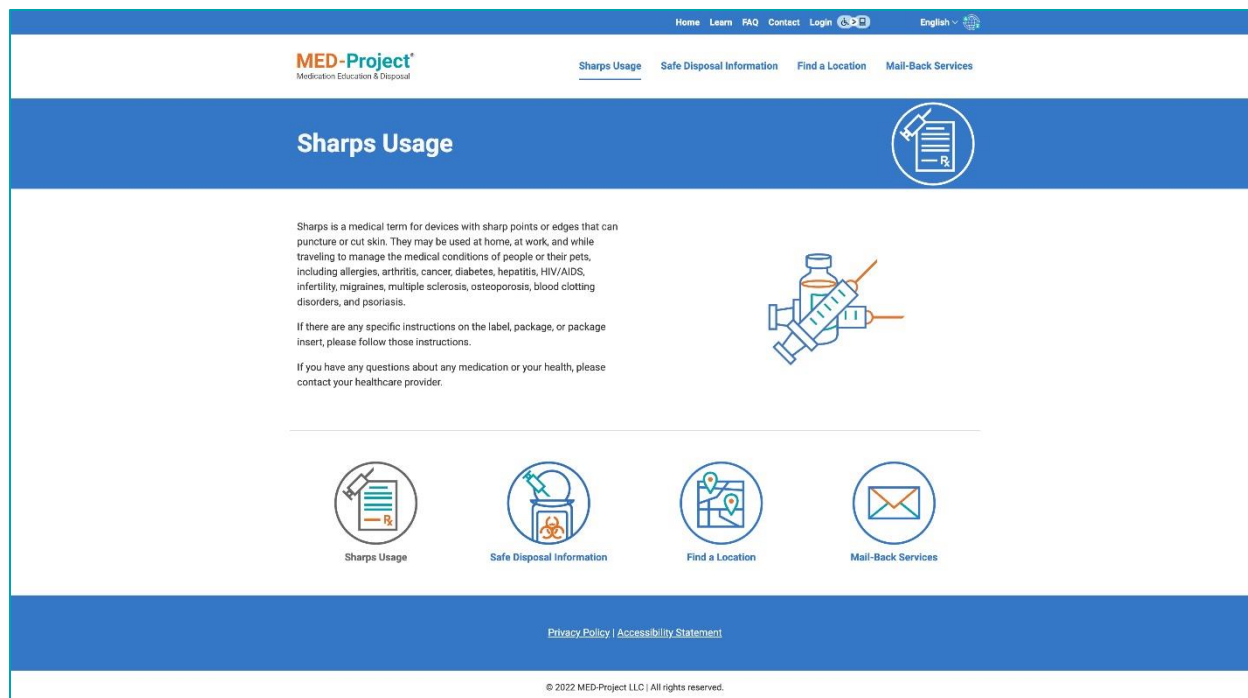 Home Learn FAQ Contact Login English
MED-Project®
Medication Education & Disposal
Sharps Usage Safe Disposal Information Find a Location Mail-Back Services
Sharps Usage
Rx
Sharps is a medical term for devices with sharp points or edges that can
puncture or cut skin. They may be used at home, at work, and while
traveling to manage the medical conditions of people or their pets,
including allergies, arthritis, cancer, diabetes, hepatitis, HIV/AIDS,
infertility, migraines, multiple sclerosis, osteoporosis, blood clotting
disorders, and psoriasis.
If there are any specific instructions on the label, package, or package
insert, please follow those instructions.
If you have any questions about any medication or your health, please
contact your healthcare provider.
Rx
Sharps Usage Safe Disposal Information Find a Location Mail-Back Services
Privacy Policy | Accessibility Statement
© 2022 MED-Project LLC | All rights reserved.